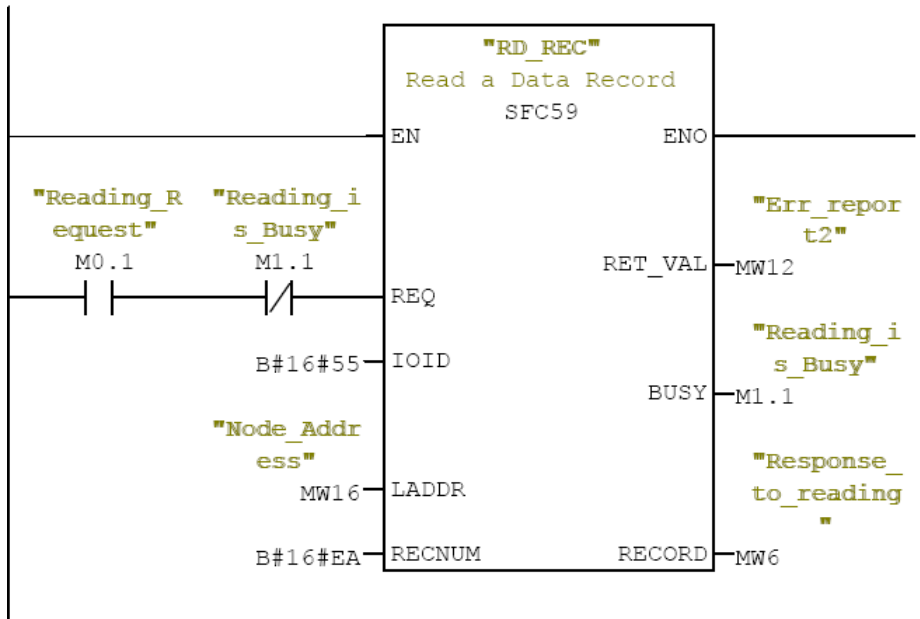 "RD_REC"
Read a Data Record
SFC59
EN
ENO
"Reading_R
equest"
M0.1
"Reading_i
s_Busy"
M1.1
REQ
"Err_repor
t2"
RET_VAL
MW12
B#16#55
IOID
"Reading_i
s_Busy"
BUSY
M1.1
"Node_Addr
ess"
MW16
LADDR
"Response_
to_reading
"
B#16#EA
RECNUM
RECORD
MW6